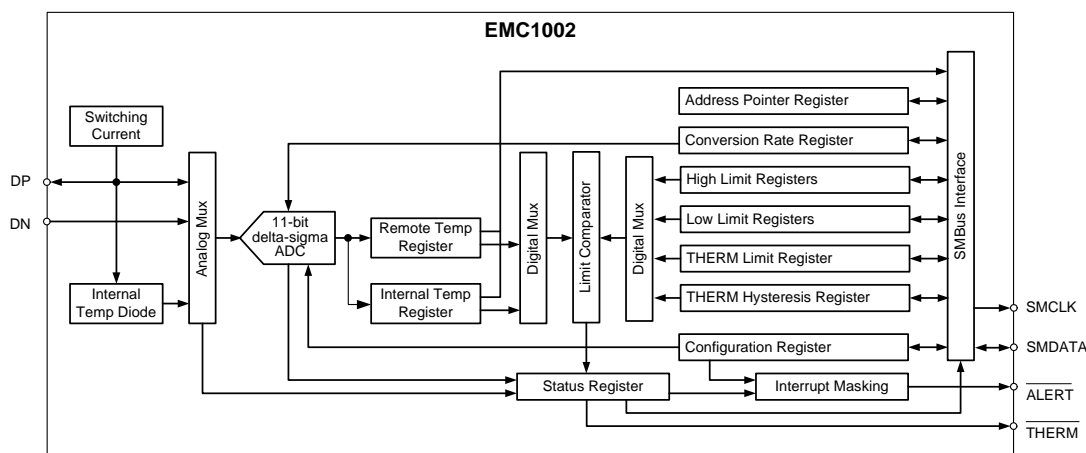 EMC1002
Switching
Current
Address Pointer Register
Conversion Rate Register
DP
High Limit Registers
DN
Analog Mux
11-bit
delta-sigma
ADC
Remote Temp
Register
Digital Mux
Limit Comparator
Digital Mux
Low Limit Registers
SMBus Interface
THERM Limit Register
Internal
Temp Diode
Internal Temp
Register
THERM Hysteresis Register
SMCLK
Configuration Register
SMDATA
Status Register
Interrupt Masking
ALERT
THERM